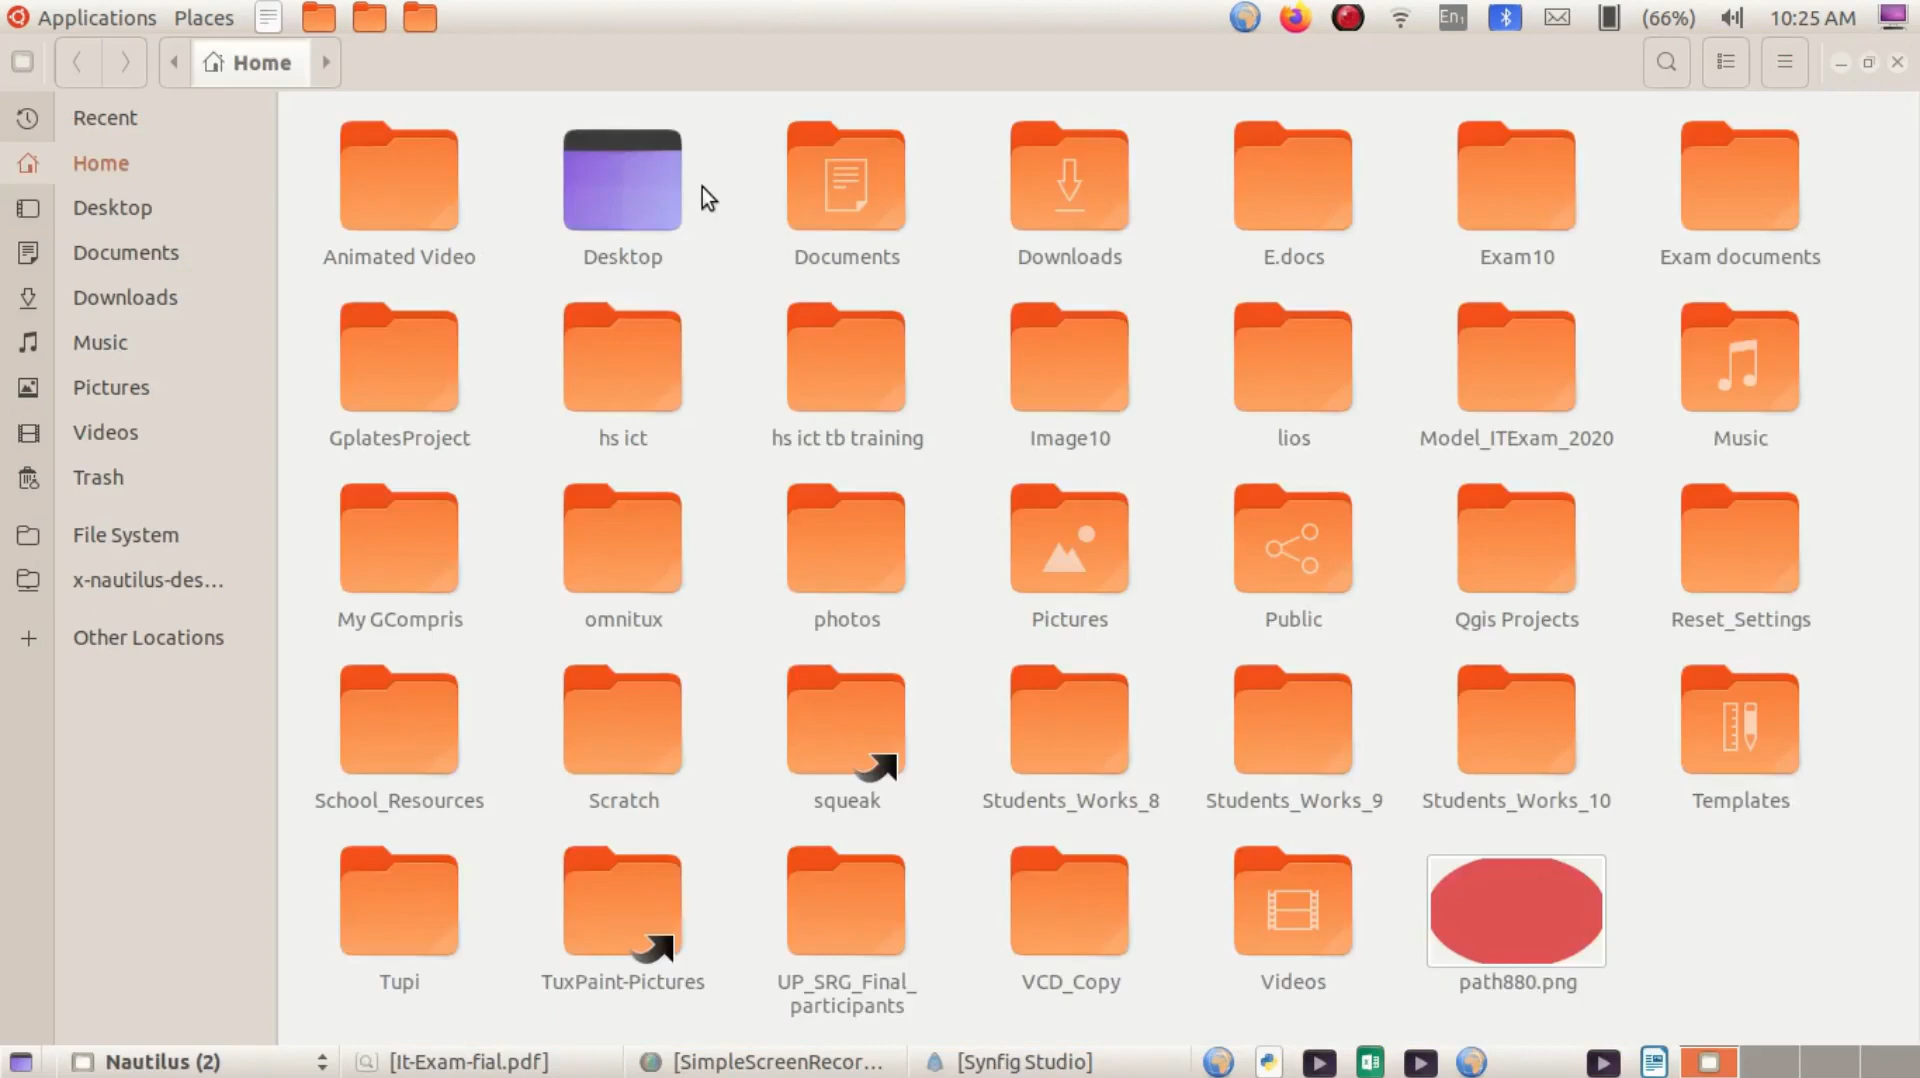 Applications Places En₁ (66%) 10:25 AM
Home
Recent
Home
Desktop
Documents
Downloads
Music
Pictures
Videos
Trash
File System
x-nautilus-des...
Other Locations
Animated Video Desktop Documents Downloads E.docs Exam10 Exam documents
GplatesProject hs ict hs ict tb training Image10 lios Model_ITExam_2020 Music
My GCompris omnitux photos Pictures Public Qgis Projects Reset_Settings
School_Resources Scratch squeak Students_Works_8 Students_Works_9 Students_Works_10 Templates
Tupi TuxPaint-Pictures UP_SRG_Final_ VCD_Copy Videos path880.png
participants
Nautilus (2) [It-Exam-fial.pdf] [SimpleScreenRecor... [Synfig Studio]